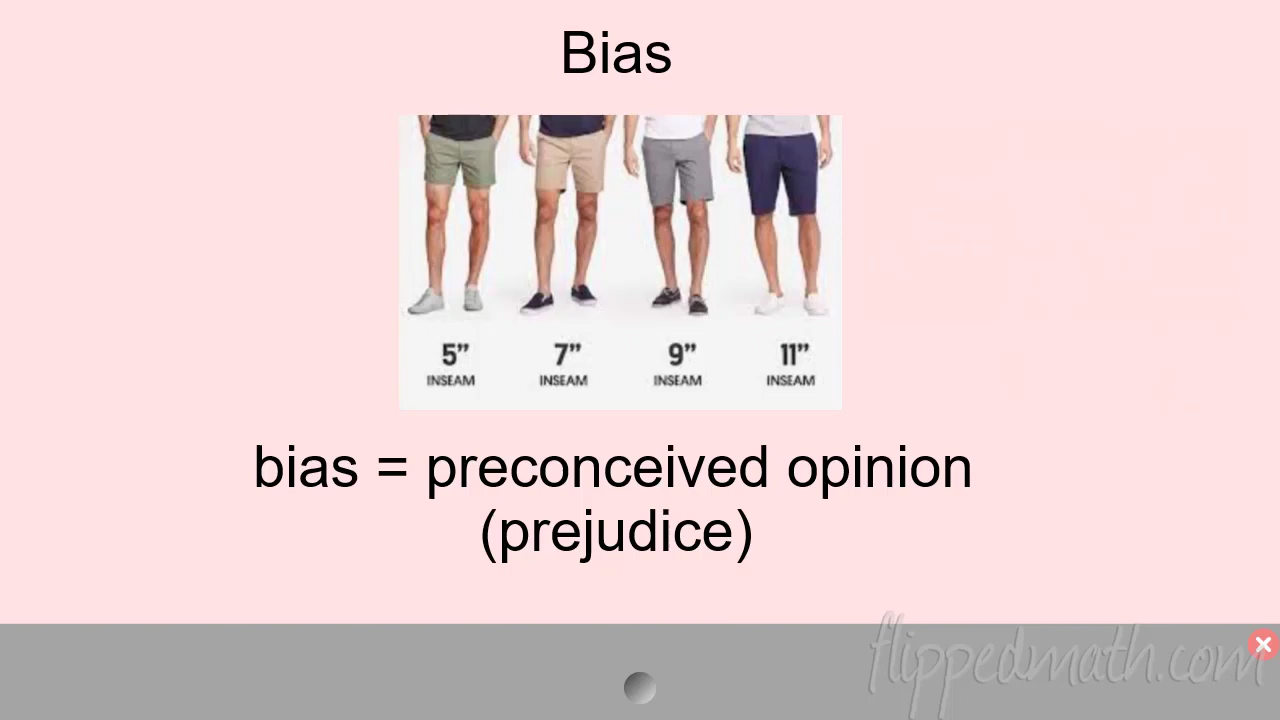 Bias
5” 7” 9” 11”
INSEAM INSEAM INSEAM INSEAM
bias = preconceived opinion
(prejudice)
flippedmath.com